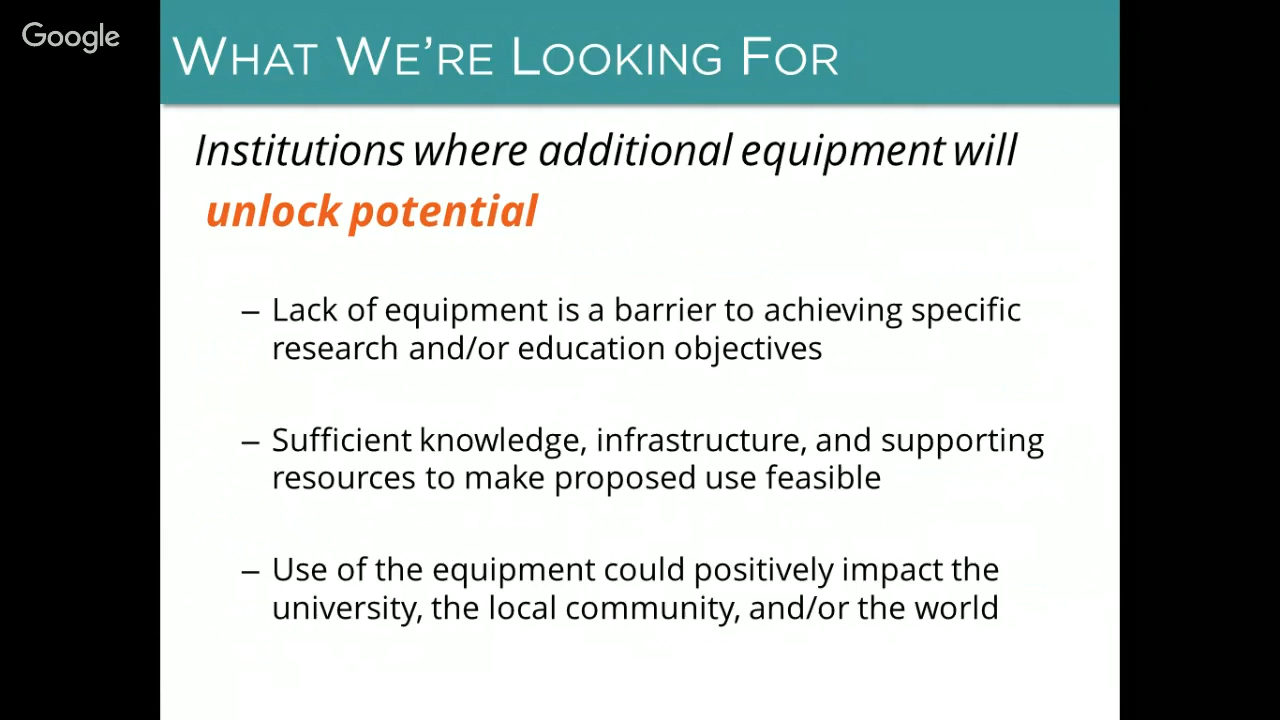 Google
WHAT WE'RE LOOKING FOR
Institutions where additional equipment will
unlock potential
– Lack of equipment is a barrier to achieving specific
research and/or education objectives
– Sufficient knowledge, infrastructure, and supporting
resources to make proposed use feasible
– Use of the equipment could positively impact the
university, the local community, and/or the world